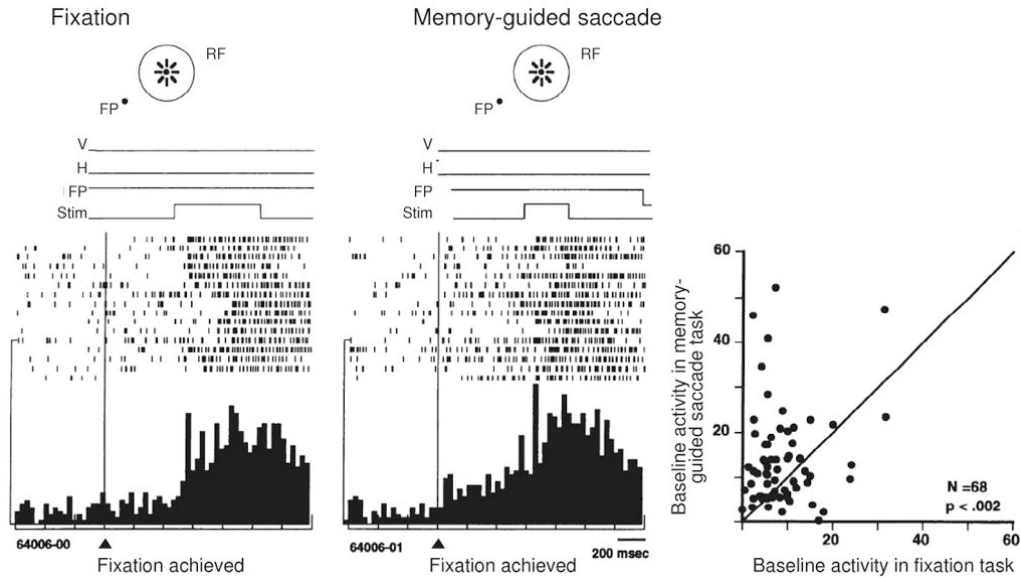 Fixation
RF
FP
V
H
FP
Stim
64006-00
Fixation achieved
Memory-guided saccade
RF
FP
V
H
FP
Stim
64006-01
200 msec
Fixation achieved
60
40
20
Baseline activity in memory-
guided saccade task
N =68
p < .002
20
40
60
Baseline activity in fixation task